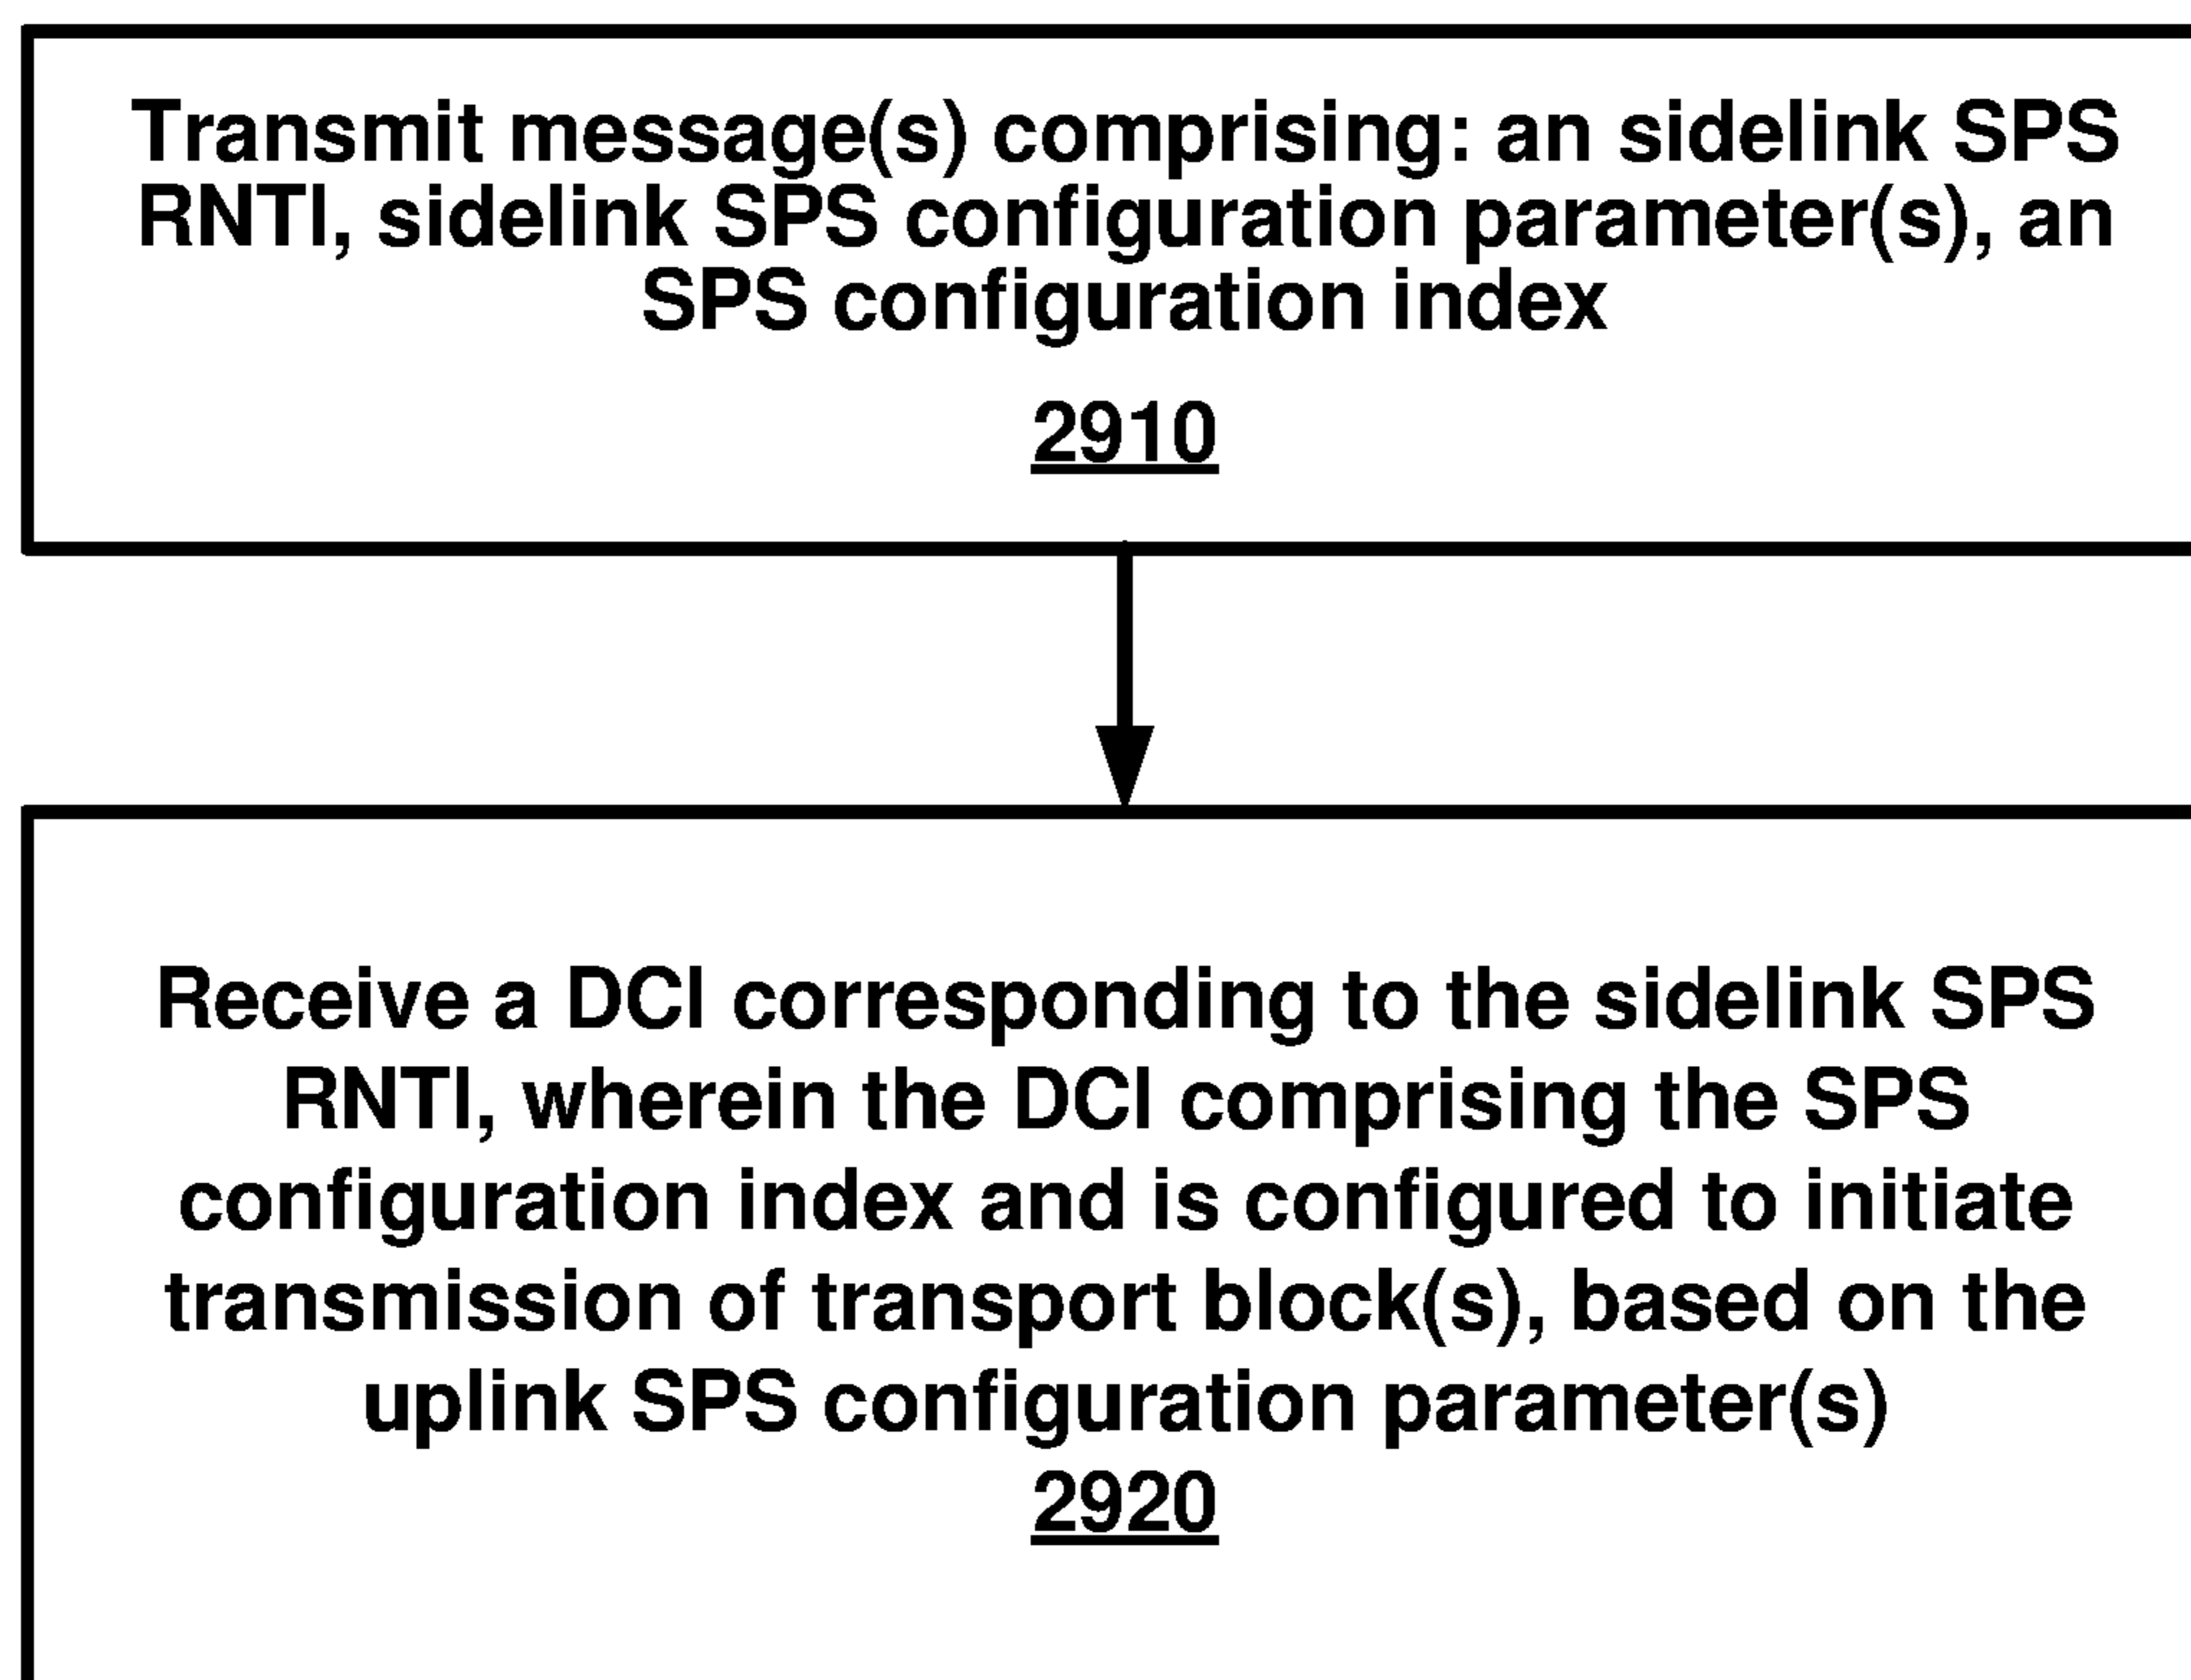 Transmit message(s) comprising: an sidelink SPS
RNTI, sidelink SPS configuration parameter(s), an
SPS configuration index
2910
Receive a DCI corresponding to the sidelink SPS
RNTI, wherein the DCI comprising the SPS
configuration index and is configured to initiate
transmission of transport block(s), based on the
uplink SPS configuration parameter(s)
2920